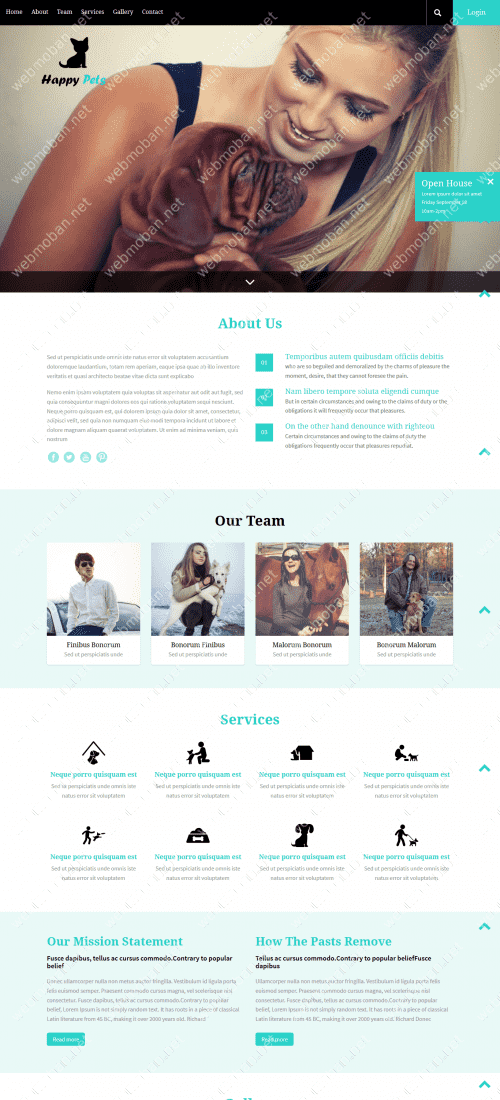 Home About Team Services Gallery Contact
Login
Happy Pets
Open House
Lorem ipsum dolor sit amet
Friday September 18
10am-2pm
About Us
Sed ut perspiciatis unde omnis iste natus error sit voluptatem accusantium
doloremque laudantium, totam rem aperiam, eaque ipsa quae ab illo inventore
veritatis et quasi architecto beatae vitae dicta sunt explicabo
Nemo enim ipsam voluptatem quia voluptas sit aspernatur aut odit aut fugit, sed
quia consequuntur magni dolores eos qui ratione voluptatem sequi nesciunt.
Neque porro quisquam est, qui dolorem ipsum quia dolor sit amet, consectetur,
adipisci velit, sed quia non numquam eius modi tempora incidunt ut labore et
dolore magnam aliquam quaerat voluptatem. Ut enim ad minima veniam, quis
nostrum
01
Temporibus autem quibusdam officiis debitis
who are so beguiled and demoralized by the charms of pleasure the
moment, desire, that they cannot foresee the pain.
02
Nam libero tempore soluta eligendi cumque
But in certain circumstances and owing to the claims of duty or the
obligations it will frequently occur that pleasures.
03
On the other hand denounce with righteou
Certain circumstances and owing to the claims of duty the
obligations frequently occur that pleasures repudiat.
Our Team
Finibus Bonorum
Sed ut perspiciatis unde
Bonorum Finibus
Sed ut perspiciatis unde
Malorum Bonorum
Sed ut perspiciatis unde
Bonorum Malorum
Sed ut perspiciatis unde
Services
Neque porro quisquam est
Sed ut perspiciatis unde omnis iste
natus error sit voluptatem
Neque porro quisquam est
Sed ut perspiciatis unde omnis iste
natus error sit voluptatem
Neque porro quisquam est
Sed ut perspiciatis unde omnis iste
natus error sit voluptatem
Neque porro quisquam est
Sed ut perspiciatis unde omnis iste
natus error sit voluptatem
Neque porro quisquam est
Sed ut perspiciatis unde omnis iste
natus error sit voluptatem
Neque porro quisquam est
Sed ut perspiciatis unde omnis iste
natus error sit voluptatem
Neque porro quisquam est
Sed ut perspiciatis unde omnis iste
natus error sit voluptatem
Neque porro quisquam est
Sed ut perspiciatis unde omnis iste
natus error sit voluptatem
Our Mission Statement
Fusce dapibus, tellus ac cursus commodo.Contrary to popular
belief
Donec ullamcorper nulla non metus auctor fringilla. Vestibulum id ligula porta
felis euismod semper. Praesent commodo cursus magna, vel scelerisque nisl
consectetur. Fusce dapibus, tellus ac cursus commodo.Contrary to popular
belief, Lorem Ipsum is not simply random text. It has roots in a piece of classical
Latin literature from 45 BC, making it over 2000 years old. Richard
Read more
How The Pasts Remove
Tellus ac cursus commodo.Contrary to popular beliefFusce
dapibus
Ullamcorper nulla non metus auctor fringilla. Vestibulum id ligula porta felis
euismod semper. Praesent commodo cursus magna, vel scelerisque nisl
consectetur. Fusce dapibus, tellus ac cursus commodo.Contrary to popular
belief, Lorem Ipsum is not simply random text. It has roots in a piece of classical
Latin literature from 45 BC, making it over 2000 years old. Richard Donec
Read more
webmoban.net